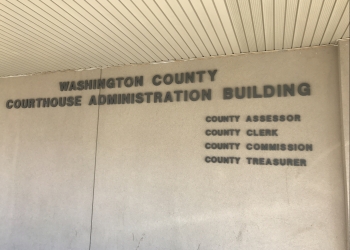 WASHINGTON COUNTY
COURTHOUSE ADMINISTRATION BUILDING
COUNTY ASSESSOR
COUNTY CLERK
COUNTY COMMISSION
COUNTY TREASURER